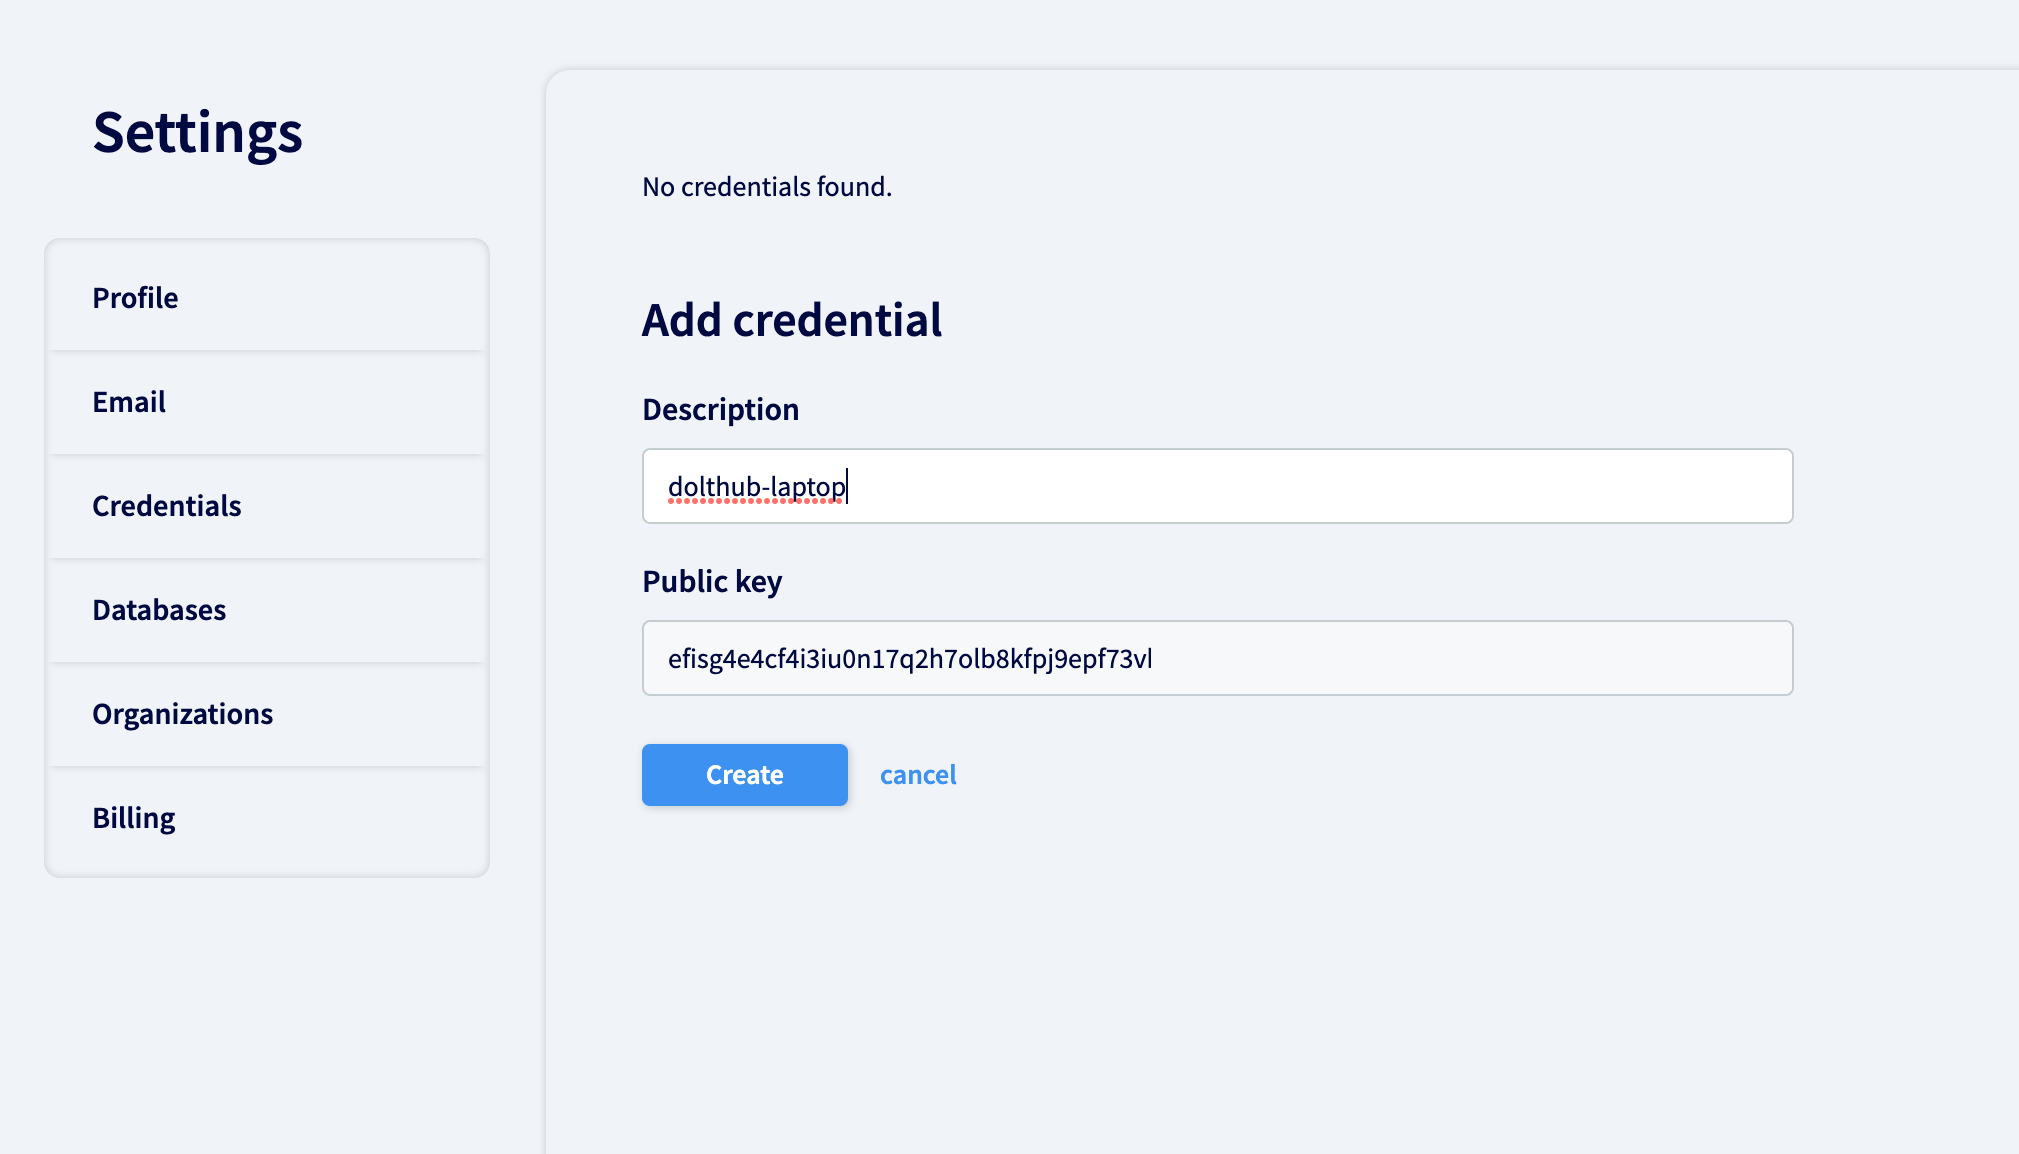 Settings
Profile
Email
Credentials
Databases
Organizations
Billing
No credentials found.
Add credential
Description
dolthub-laptop
Public key
efisg4e4cf4i3iu0n17q2h7olb8kfpj9epf73vl
Create
cancel